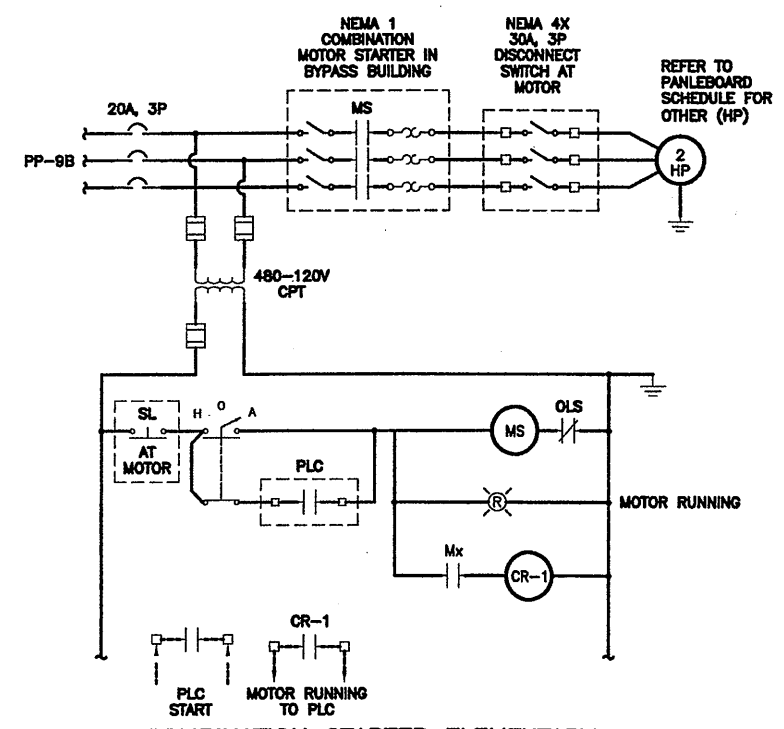 NEMA 1
COMBINATION
MOTOR STARTER IN
BYPASS BUILDING
NEMA 4X
30A, 3P
DISCONNECT
SWITCH AT
MOTOR
REFER TO
PANLEBOARD
SCHEDULE FOR
OTHER (HP)
20A, 3P
MS
PP-9B
2
HP
480-120V
CPT
SL
AT
MOTOR
H
O
A
PLC
MS
OLS
R
MOTOR RUNNING
Mx
CR-1
CR-1
PLC
START
MOTOR RUNNING
TO PLC